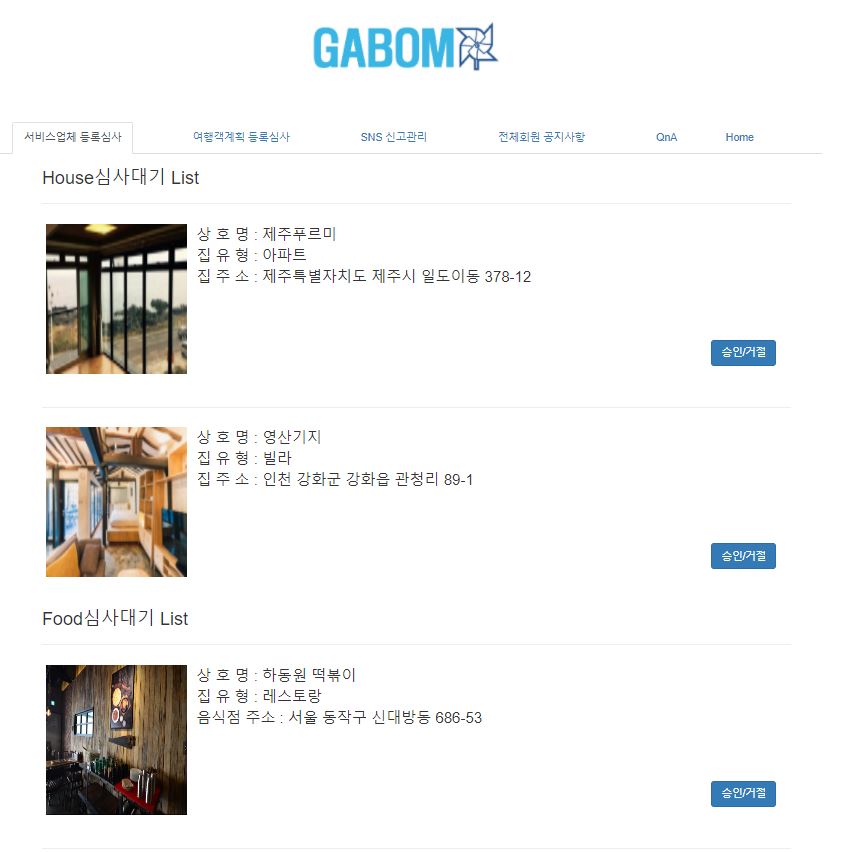 GABOM
서비스업체 등록심사
여행객계획 등록심사
SNS 신고관리
전체회원 공지사항
QnA
Home
House심사대기 List
상 호 명 : 제주푸르미
집 유 형 : 아파트
집 주 소 : 제주특별자치도 제주시 일도이동 378-12
승인/거절
상 호 명 : 영산기지
집 유 형 : 빌라
집 주 소 : 인천 강화군 강화읍 관청리 89-1
승인/거절
Food심사대기 List
상 호 명 : 하동원 떡볶이
집 유 형 : 레스토랑
음식점 주소 : 서울 동작구 신대방동 686-53
승인/거절